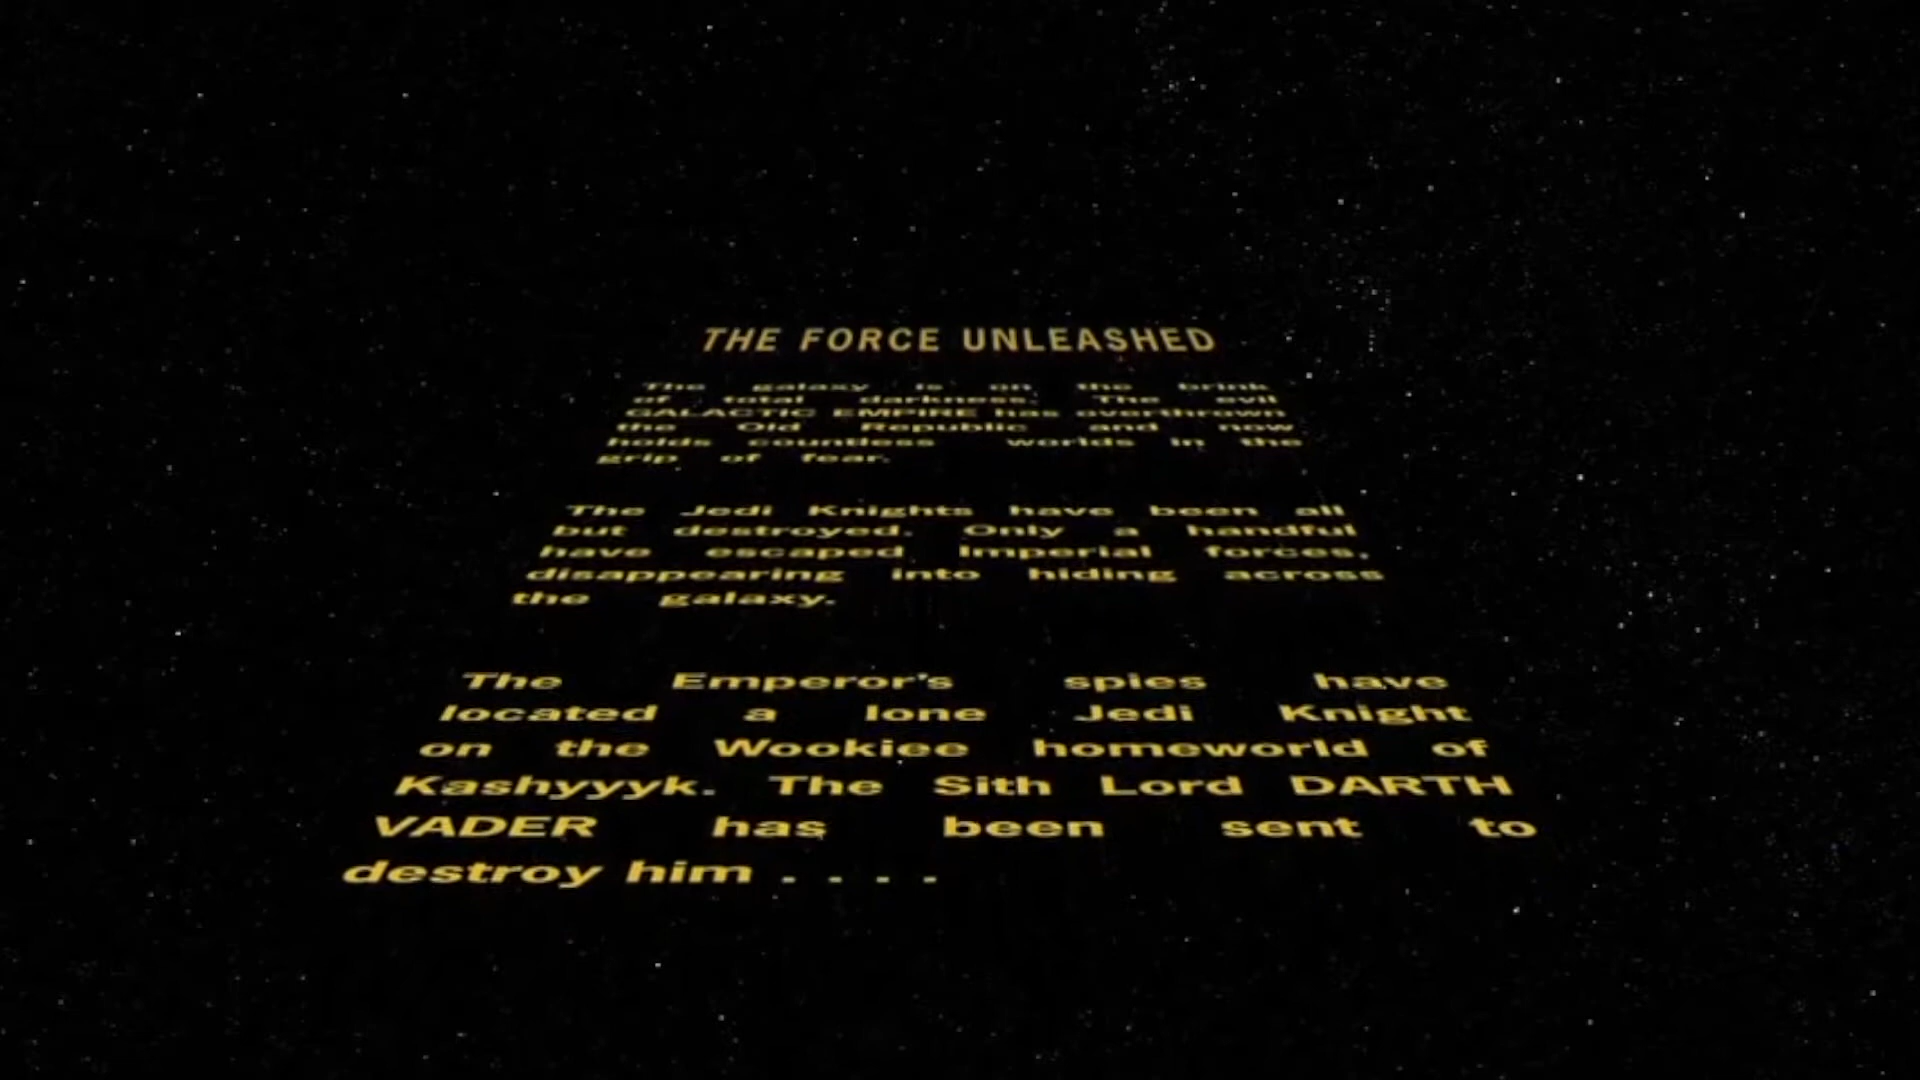 THE FORCE UNLEASHED
The galaxy is on the brink
of total darkness. The evil
GALACTIC EMPIRE has overthrown
the Old Republic and now
holds countless worlds in the
grip of fear.
The Jedi Knights have been all
but destroyed. Only a handful
have escaped Imperial forces,
disappearing into hiding across
the galaxy.
The Emperor's spies have
located a lone Jedi Knight
on the Wookiee homeworld of
Kashyyyk. The Sith Lord DARTH
VADER has been sent to
destroy him . . . .